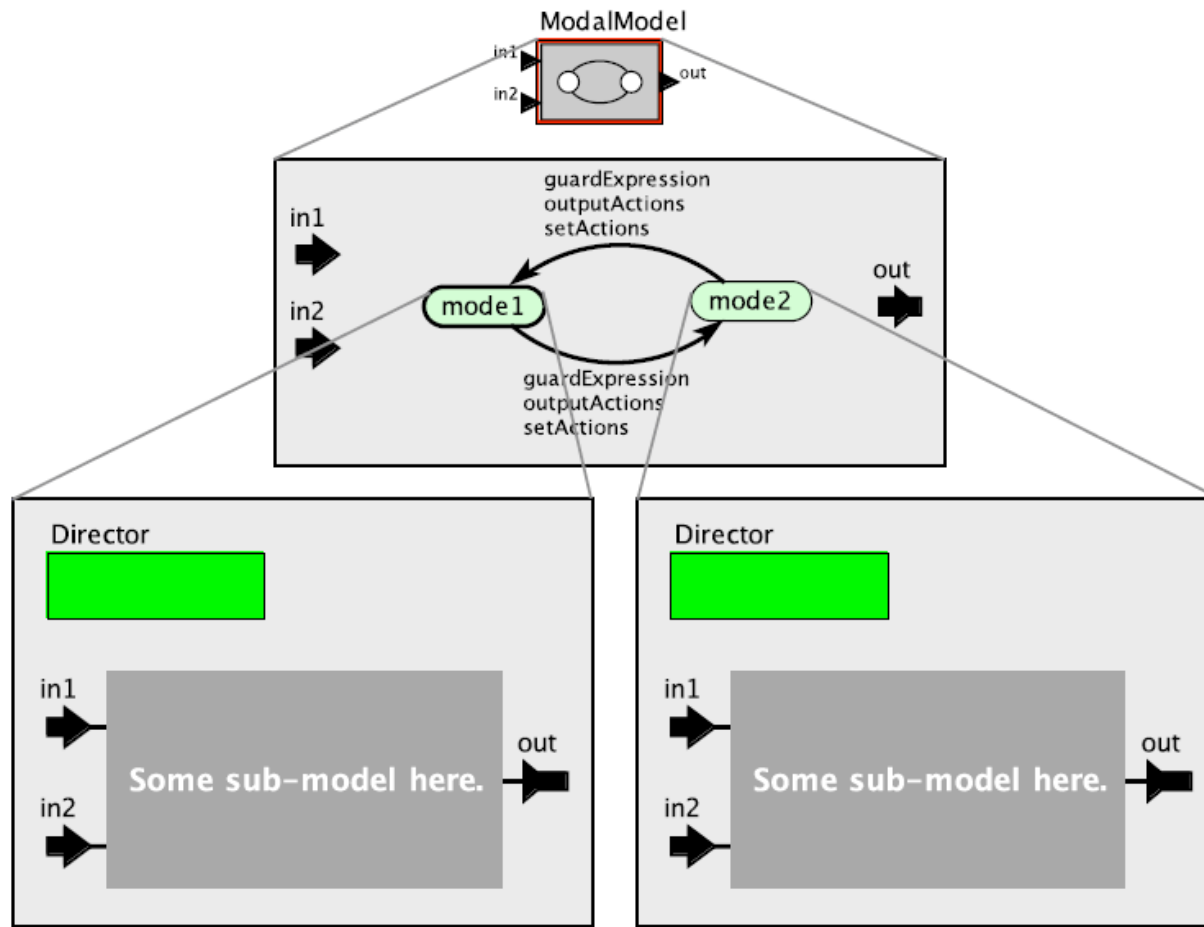 ModalModel
in1
in2
out
guardExpression
outputActions
setActions
in1
in2
out
mode1
mode2
guardExpression
outputActions
setActions
Director
in1
in2
out
Some sub-model here.
Director
in1
in2
out
Some sub-model here.